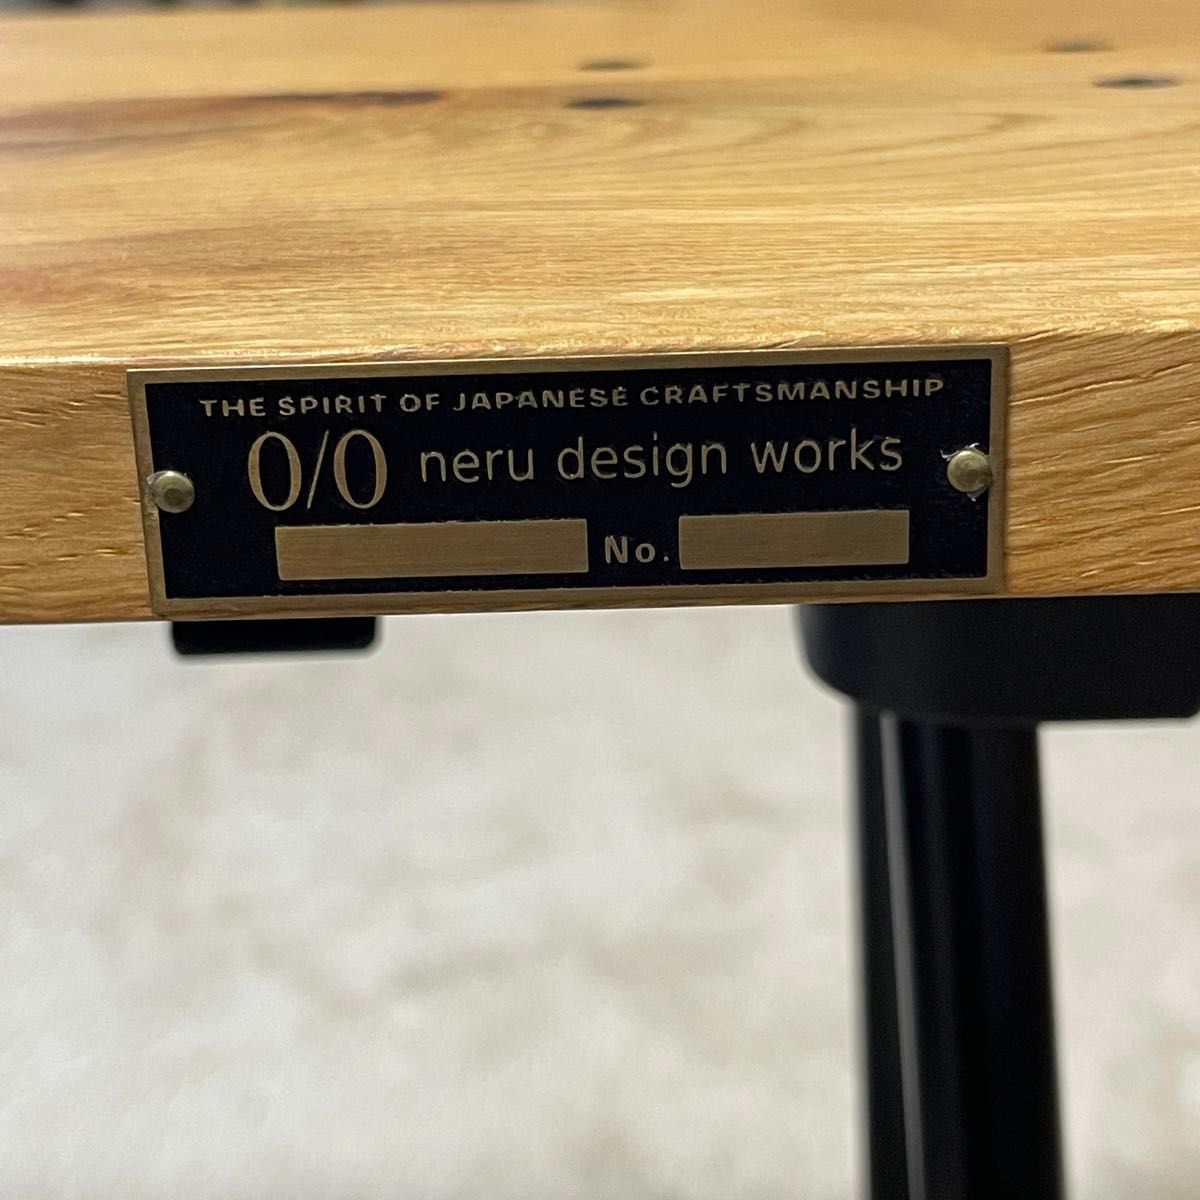 THE SPIRIT OF JAPANESE CRAFTSMANSHIP
0/0 neru design works
No.